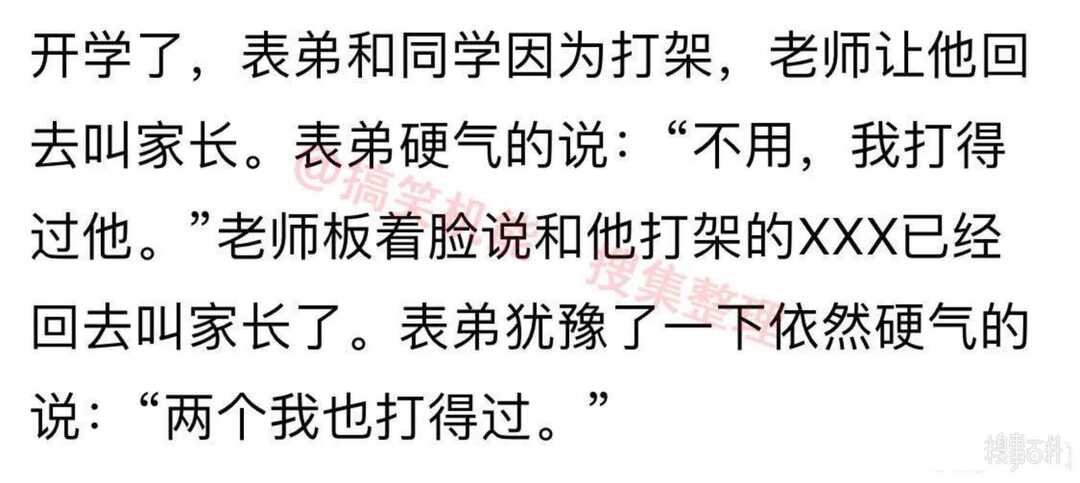 开学了，表弟和同学因为打架，老师让他回
去叫家长。表弟硬气的说：“不用，我打得
过他。”老师板着脸说和他打架的XXX已经
回去叫家长了。表弟犹豫了一下依然硬气的
说：“两个我也打得过。”
@搞笑机能 搜集整理